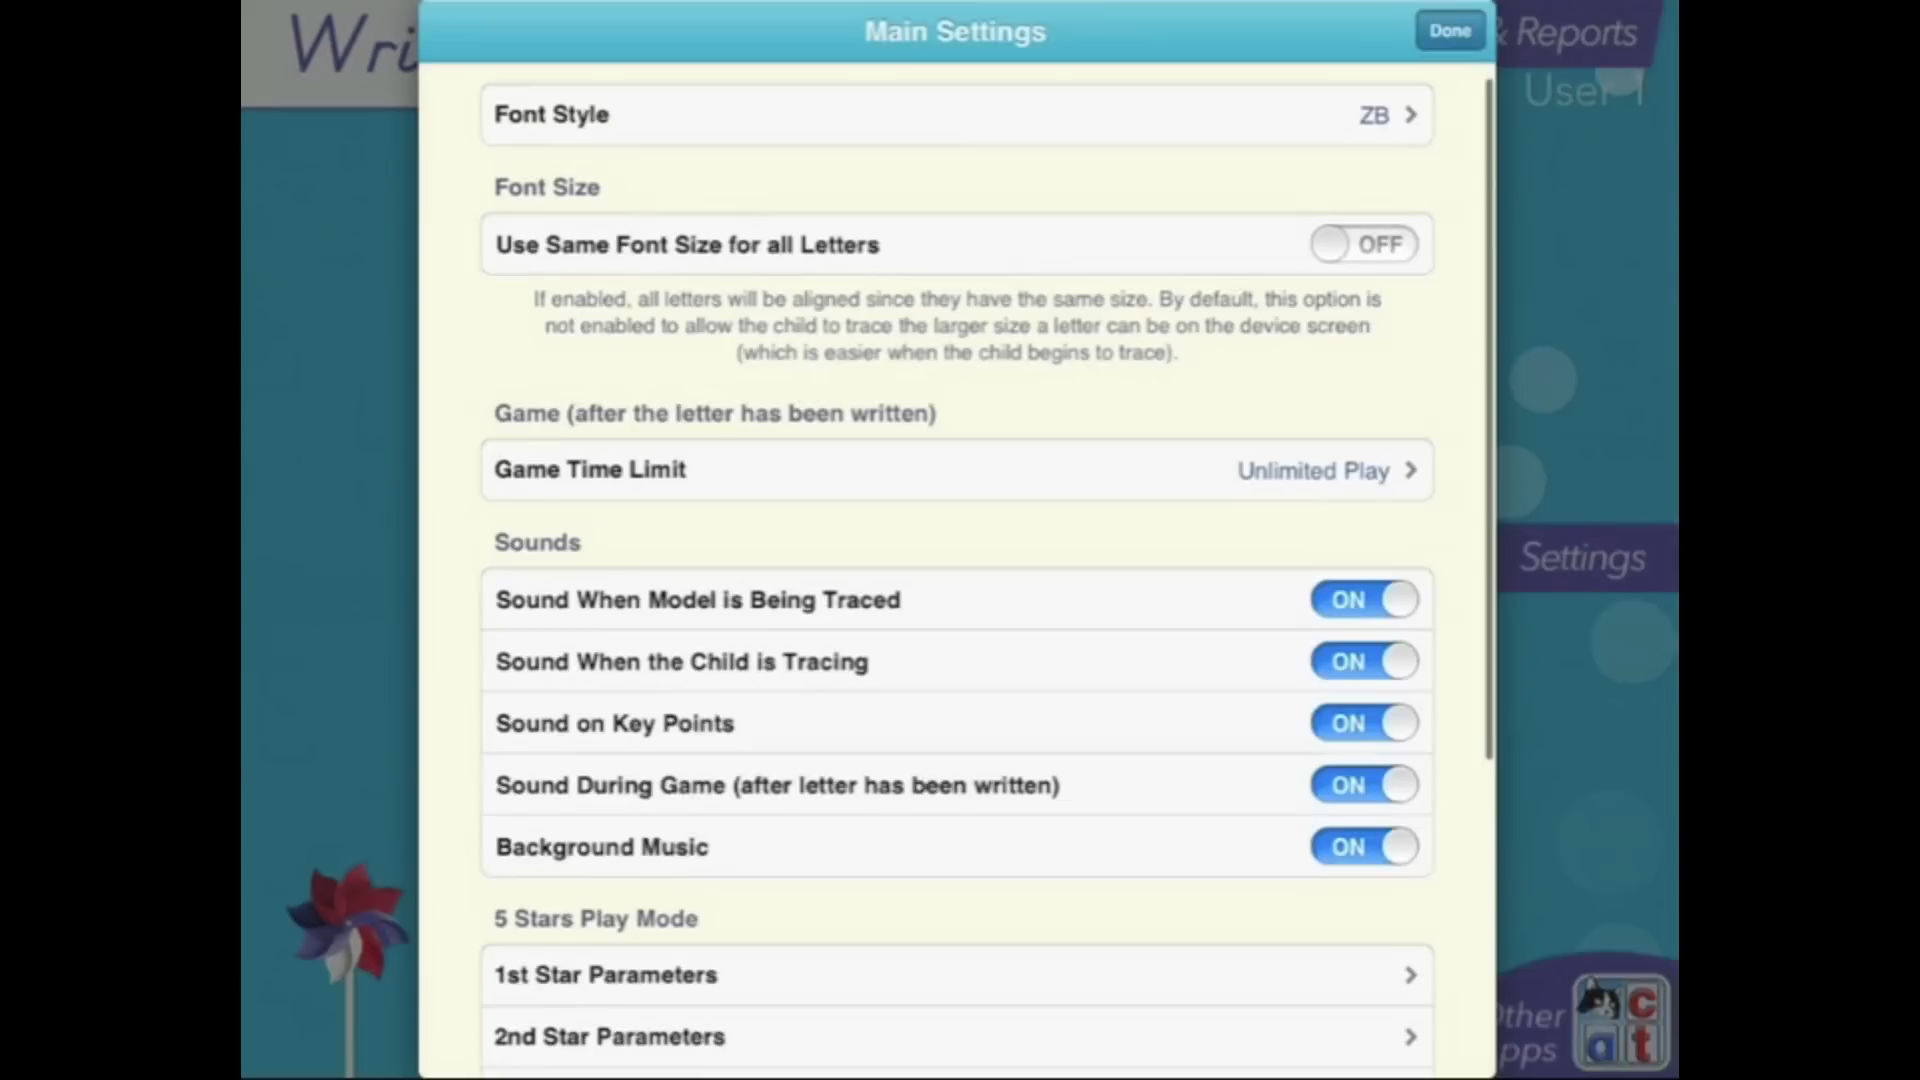 Wri
Main Settings
Done
& Reports
User 1
Font Style
ZB
Font Size
Use Same Font Size for all Letters
OFF
If enabled, all letters will be aligned since they have the same size. By default, this option is
not enabled to allow the child to trace the larger size a letter can be on the device screen
(which is easier when the child begins to trace).
Game (after the letter has been written)
Game Time Limit
Unlimited Play
Sounds
Sound When Model is Being Traced
ON
Settings
Sound When the Child is Tracing
ON
Sound on Key Points
ON
Sound During Game (after letter has been written)
ON
Background Music
ON
5 Stars Play Mode
1st Star Parameters
2nd Star Parameters
Other
pps
c
a t